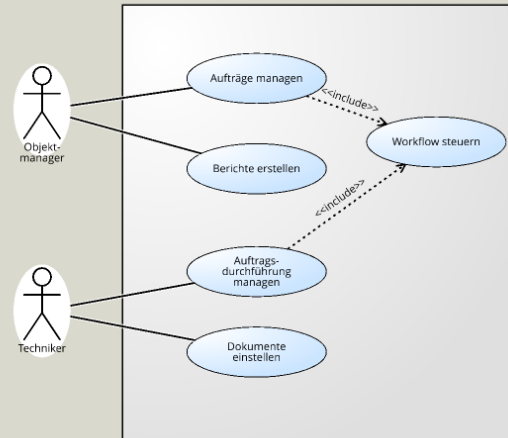 Aufträge managen
<<include>>
Workflow steuern
Objekt-
manager
Berichte erstellen
<<include>>
Auftrags-
durchführung
managen
Techniker
Dokumente
einstellen